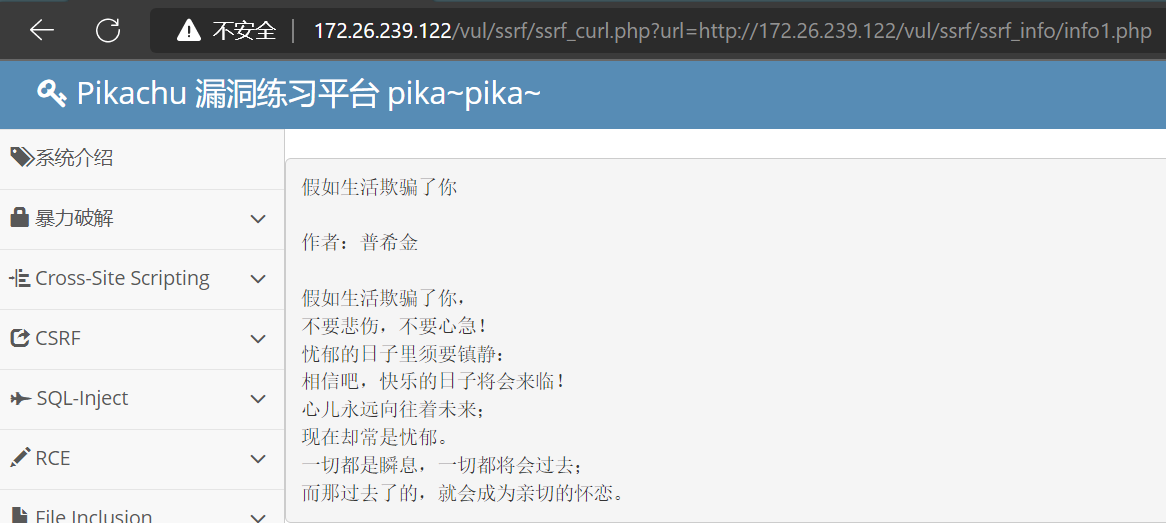 不安全 172.26.239.122/vul/ssrf/ssrf_curl.php?url=http://172.26.239.122/vul/ssrf/ssrf_info/info1.php
Pikachu 漏洞练习平台 pika~pika~
系统介绍
暴力破解
Cross-Site Scripting
CSRF
SQL-Inject
RCE
File Inclusion
假如生活欺骗了你
作者：普希金
假如生活欺骗了你，
不要悲伤，不要心急！
忧郁的日子里须要镇静：
相信吧，快乐的日子将会来临！
心儿永远向往着未来；
现在却常是忧郁。
一切都是瞬息，一切都将会过去；
而那过去了的，就会成为亲切的怀恋。